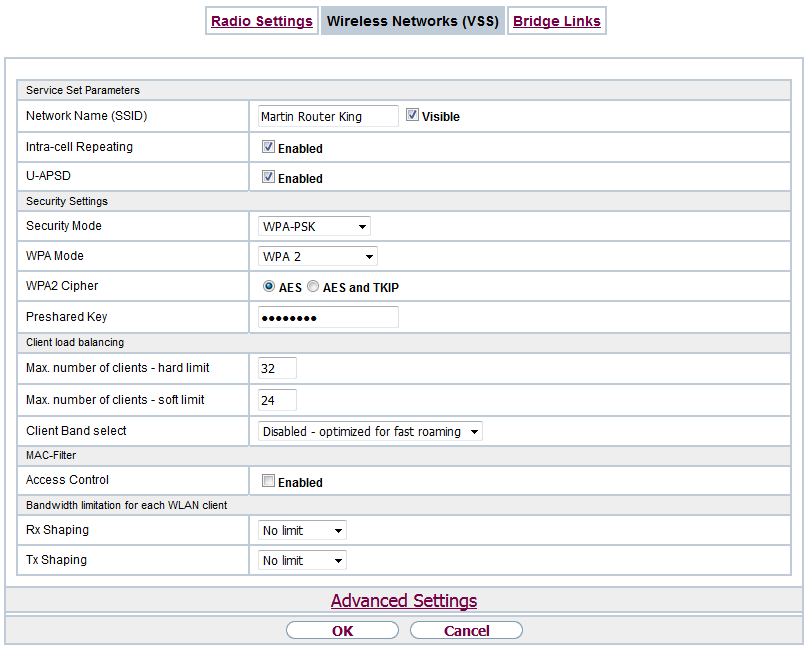 Radio Settings Wireless Networks (VSS) Bridge Links
Service Set Parameters
Network Name (SSID) Martin Router King Visible
Intra-cell Repeating Enabled
U-APSD Enabled
Security Settings
Security Mode WPA-PSK
WPA Mode WPA 2
WPA2 Cipher AES AES and TKIP
Preshared Key ••••••••
Client load balancing
Max. number of clients - hard limit 32
Max. number of clients - soft limit 24
Client Band select Disabled - optimized for fast roaming
MAC-Filter
Access Control Enabled
Bandwidth limitation for each WLAN client
Rx Shaping No limit
Tx Shaping No limit
Advanced Settings
OK Cancel